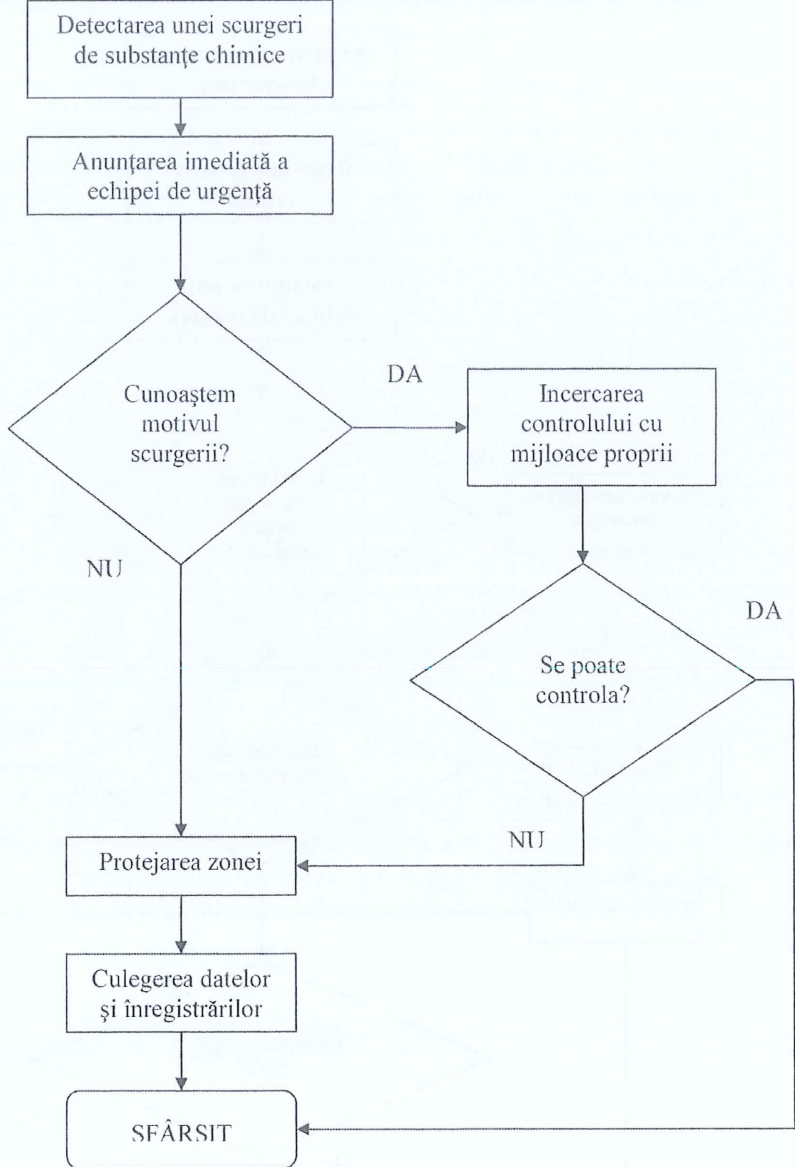 Detectarea unei scurgeri
de substanţe chimice
Anunţarea imediată a
echipei de urgenţă
Cunoaştem
motivul
scurgerii?
DA
Incercarea
controlului cu
mijloace proprii
NU
Se poate
controla?
DA
NU
Protejarea zonei
Culegerea datelor
şi înregistrărilor
SFÂRSIT